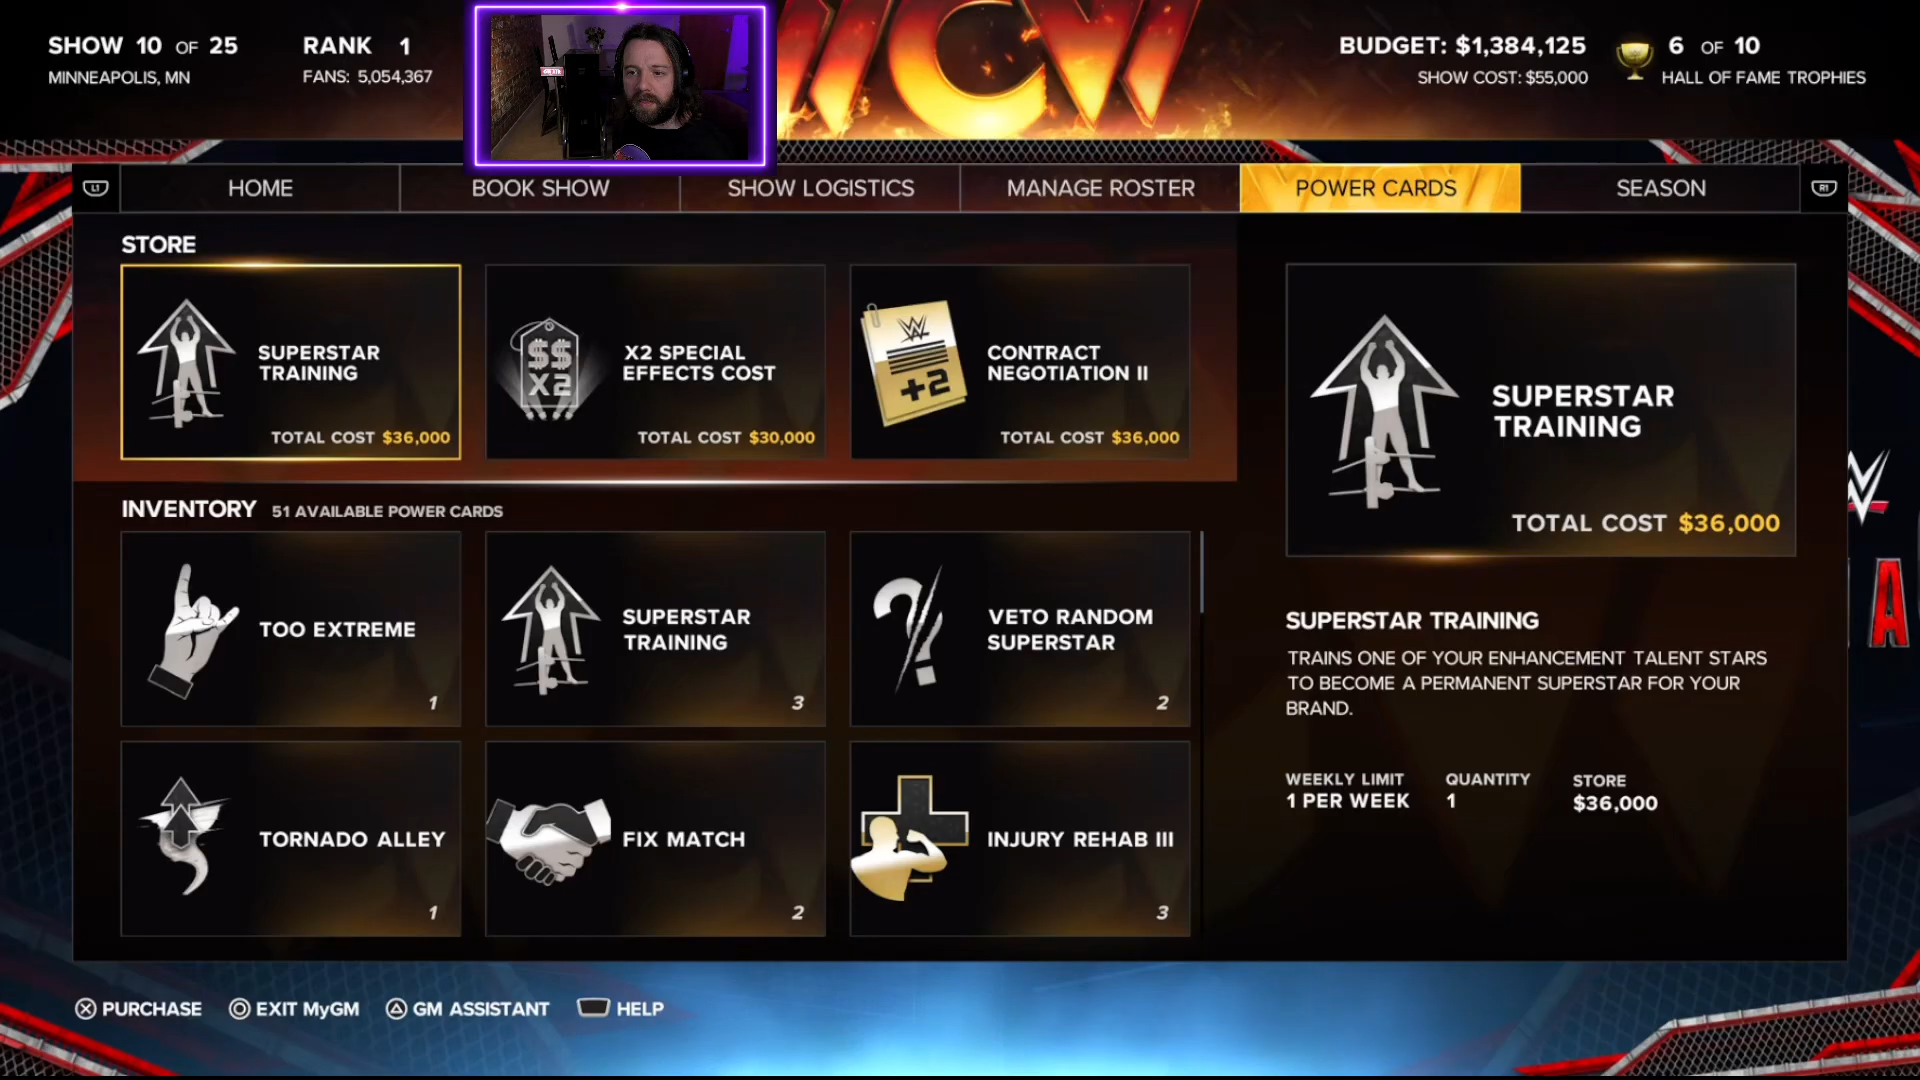 SHOW 10 OF 25
MINNEAPOLIS, MN
RANK 1
FANS: 5,054,367
WCW
BUDGET: $1,384,125
SHOW COST: $55,000
6 OF 10
HALL OF FAME TROPHIES
L1
HOME
BOOK SHOW
SHOW LOGISTICS
MANAGE ROSTER
POWER CARDS
SEASON
R1
STORE
SUPERSTAR
TRAINING
TOTAL COST $36,000
$$
X2
X2 SPECIAL
EFFECTS COST
TOTAL COST $30,000
+2
CONTRACT
NEGOTIATION II
TOTAL COST $36,000
SUPERSTAR
TRAINING
TOTAL COST $36,000
INVENTORY 51 AVAILABLE POWER CARDS
TOO EXTREME
1
SUPERSTAR
TRAINING
3
VETO RANDOM
SUPERSTAR
2
TORNADO ALLEY
1
FIX MATCH
2
INJURY REHAB III
3
SUPERSTAR TRAINING
TRAINS ONE OF YOUR ENHANCEMENT TALENT STARS
TO BECOME A PERMANENT SUPERSTAR FOR YOUR
BRAND.
WEEKLY LIMIT
1 PER WEEK
QUANTITY
1
STORE
$36,000
PURCHASE
EXIT MyGM
GM ASSISTANT
HELP